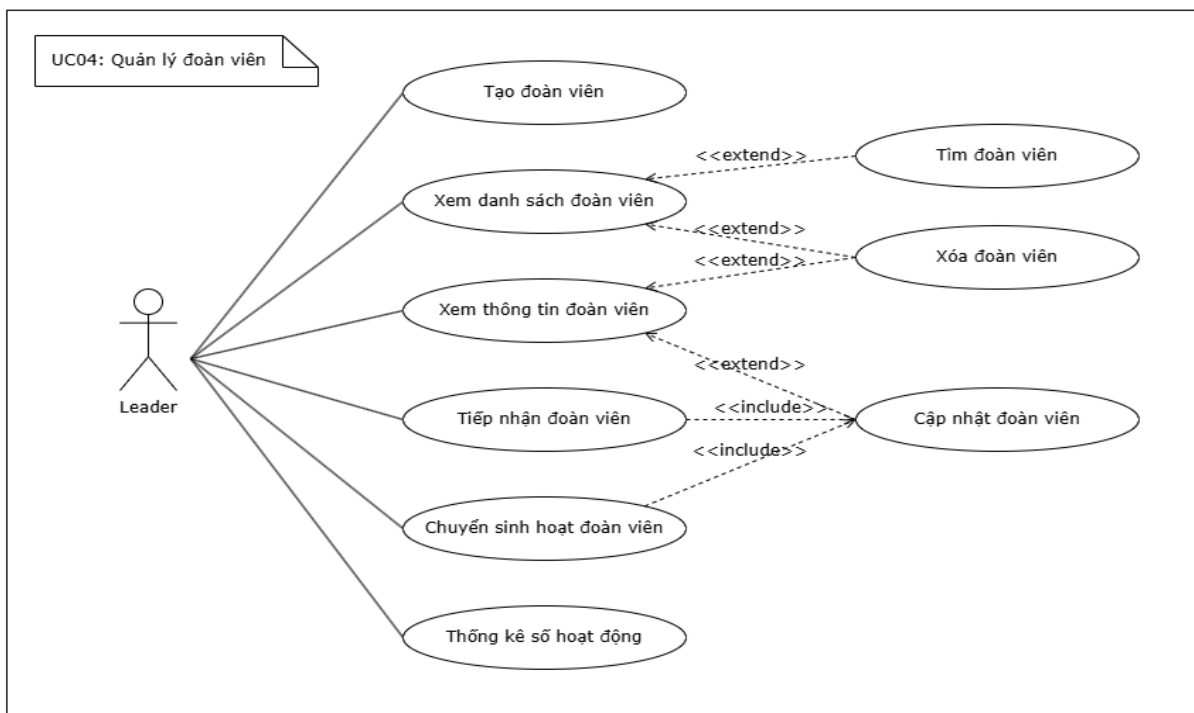 UC04: Quản lý đoàn viên
Tạo đoàn viên
<<extend>>
Tìm đoàn viên
Xem danh sách đoàn viên
<<extend>>
<<extend>>
Xóa đoàn viên
Xem thông tin đoàn viên
<<extend>>
Leader
Tiếp nhận đoàn viên
<<include>>
Cập nhật đoàn viên
<<include>>
Chuyển sinh hoạt đoàn viên
Thống kê số hoạt động